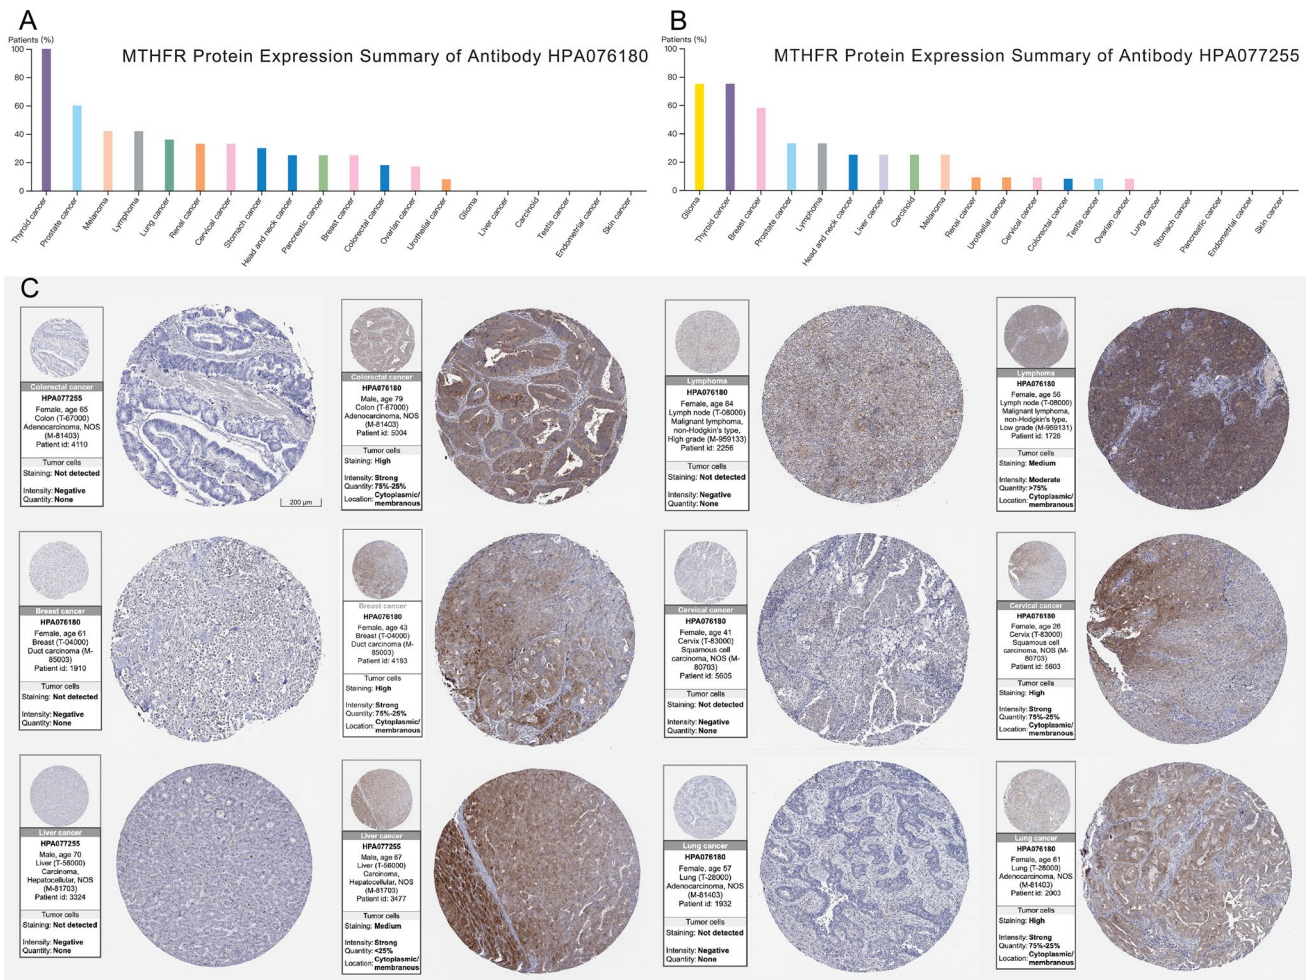 A
Patients (%)
MTHFR Protein Expression Summary of Antibody HPA076180
100
80
60
40
20
0
Thyroid cancer
Prostate cancer
Melanoma
Lymphoma
Lung cancer
Renal cancer
Cervical cancer
Stomach cancer
Head and neck cancer
Pancreatic cancer
Breast cancer
Colorectal cancer
Ovarian cancer
Urothelial cancer
Glioma
Liver cancer
Carcinoid
Testis cancer
Endometrial cancer
Skin cancer
B
Patients (%)
MTHFR Protein Expression Summary of Antibody HPA077255
100
80
60
40
20
0
Glioma
Thyroid cancer
Breast cancer
Prostate cancer
Lymphoma
Head and neck cancer
Liver cancer
Carcinoid
Melanoma
Renal cancer
Urothelial cancer
Cervical cancer
Colorectal cancer
Testis cancer
Ovarian cancer
Lung cancer
Stomach cancer
Pancreatic cancer
Endometrial cancer
Skin cancer
C
Colorectal cancer
HPA077255
Female, age 65
Colon (T-67000)
Adenocarcinoma, NOS
(M-81403)
Patient id: 4110
Tumor cells
Staining: Not detected
Intensity: Negative
Quantity: None
200 µm
Colorectal cancer
HPA076180
Male, age 79
Colon (T-67000)
Adenocarcinoma, NOS
(M-81403)
Patient id: 5004
Tumor cells
Staining: High
Intensity: Strong
Quantity: 75%-25%
Location: Cytoplasmic/
membranous
Lymphoma
HPA076180
Female, age 84
Lymph node (T-08000)
Malignant lymphoma,
non-Hodgkin's type,
High grade (M-959133)
Patient id: 2256
Tumor cells
Staining: Not detected
Intensity: Negative
Quantity: None
Lymphoma
HPA076180
Female, age 56
Lymph node (T-08000)
Malignant lymphoma,
non-Hodgkin's type,
Low grade (M-959131)
Patient id: 1726
Tumor cells
Staining: Medium
Intensity: Moderate
Quantity: >75%
Location: Cytoplasmic/
membranous
Breast cancer
HPA076180
Female, age 61
Breast (T-04000)
Duct carcinoma (M-
85003)
Patient id: 1910
Tumor cells
Staining: Not detected
Intensity: Negative
Quantity: None
Breast cancer
HPA076180
Female, age 43
Breast (T-04000)
Duct carcinoma (M-
85003)
Patient id: 4193
Tumor cells
Staining: High
Intensity: Strong
Quantity: 75%-25%
Location: Cytoplasmic/
membranous
Cervical cancer
HPA076180
Female, age 41
Cervix (T-83000)
Squamous cell
carcinoma, NOS (M-
80703)
Patient id: 5605
Tumor cells
Staining: Not detected
Intensity: Negative
Quantity: None
Cervical cancer
HPA076180
Female, age 26
Cervix (T-83000)
Squamous cell
carcinoma, NOS (M-
80703)
Patient id: 5603
Tumor cells
Staining: High
Intensity: Strong
Quantity: 75%-25%
Location: Cytoplasmic/
membranous
Liver cancer
HPA077255
Male, age 70
Liver (T-56000)
Carcinoma,
Hepatocellular, NOS
(M-81703)
Patient id: 3324
Tumor cells
Staining: Not detected
Intensity: Negative
Quantity: None
Liver cancer
HPA077255
Male, age 67
Liver (T-56000)
Carcinoma,
Hepatocellular, NOS
(M-81703)
Patient id: 3477
Tumor cells
Staining: Medium
Intensity: Strong
Quantity: <25%
Location: Cytoplasmic/
membranous
Lung cancer
HPA076180
Female, age 57
Lung (T-28000)
Adenocarcinoma, NOS
(M-81403)
Patient id: 1932
Tumor cells
Staining: Not detected
Intensity: Negative
Quantity: None
Lung cancer
HPA076180
Female, age 61
Lung (T-28000)
Adenocarcinoma, NOS
(M-81403)
Patient id: 2003
Tumor cells
Staining: High
Intensity: Strong
Quantity: 75%-25%
Location: Cytoplasmic/
membranous